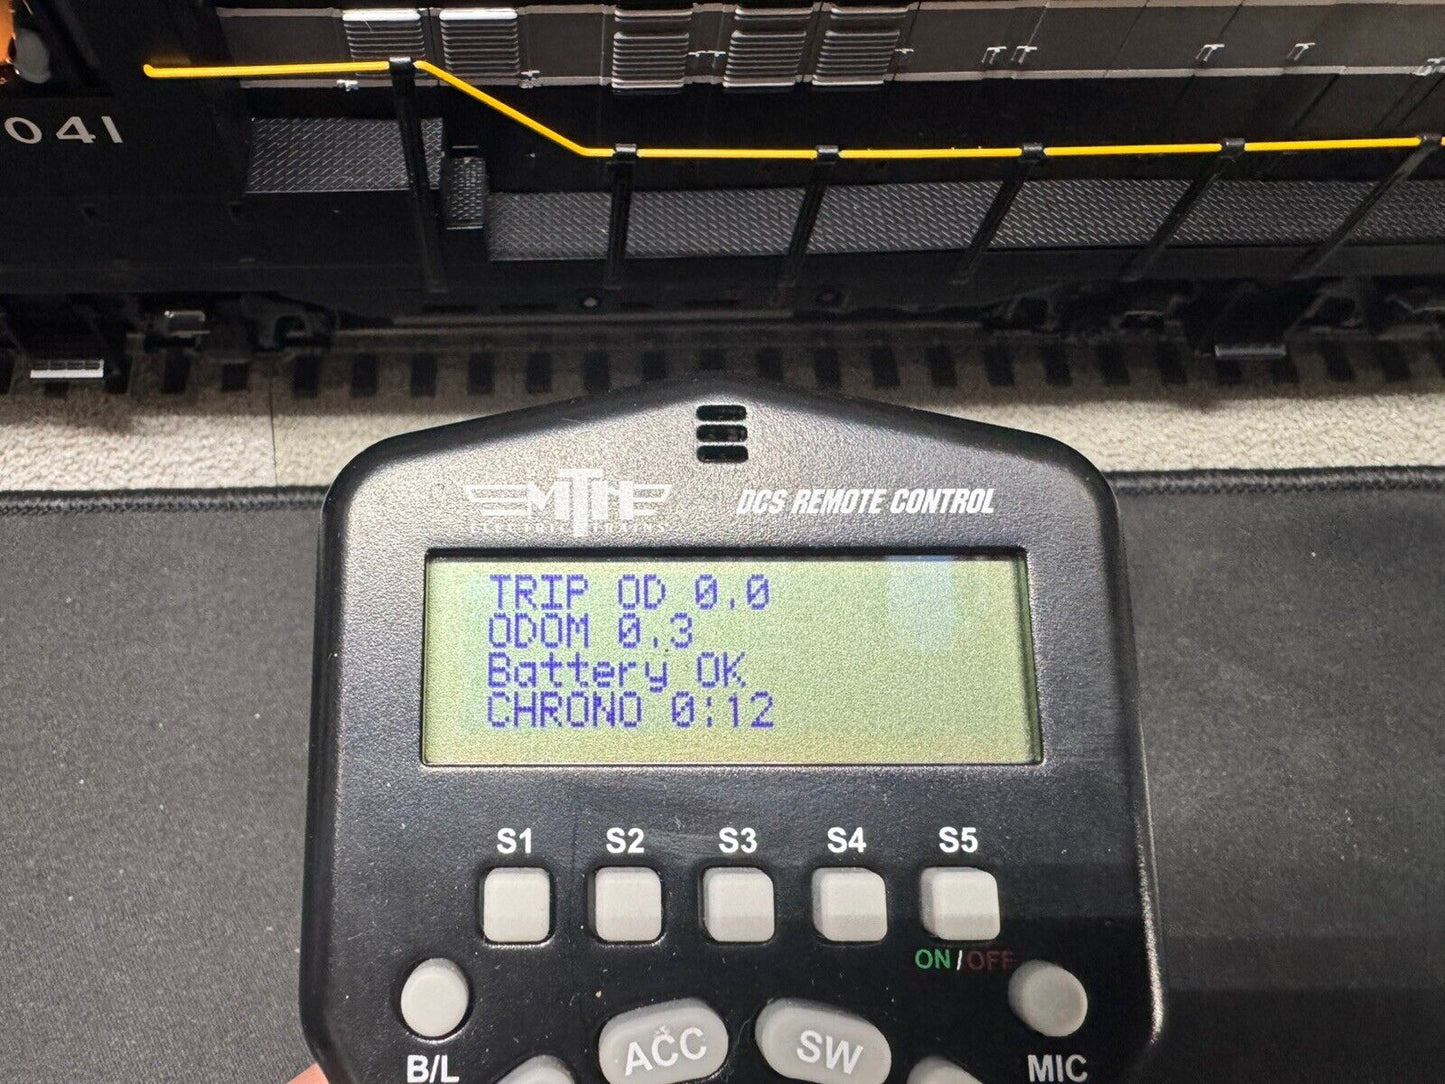 041
MTH
ELECTRIC TRAINS
DCS REMOTE CONTROL
TRIP OD 0.0
ODOM 0.3
Battery OK
CHRONO 0:12
S1 S2 S3 S4 S5
ON/OFF
ACC SW
B/L MIC